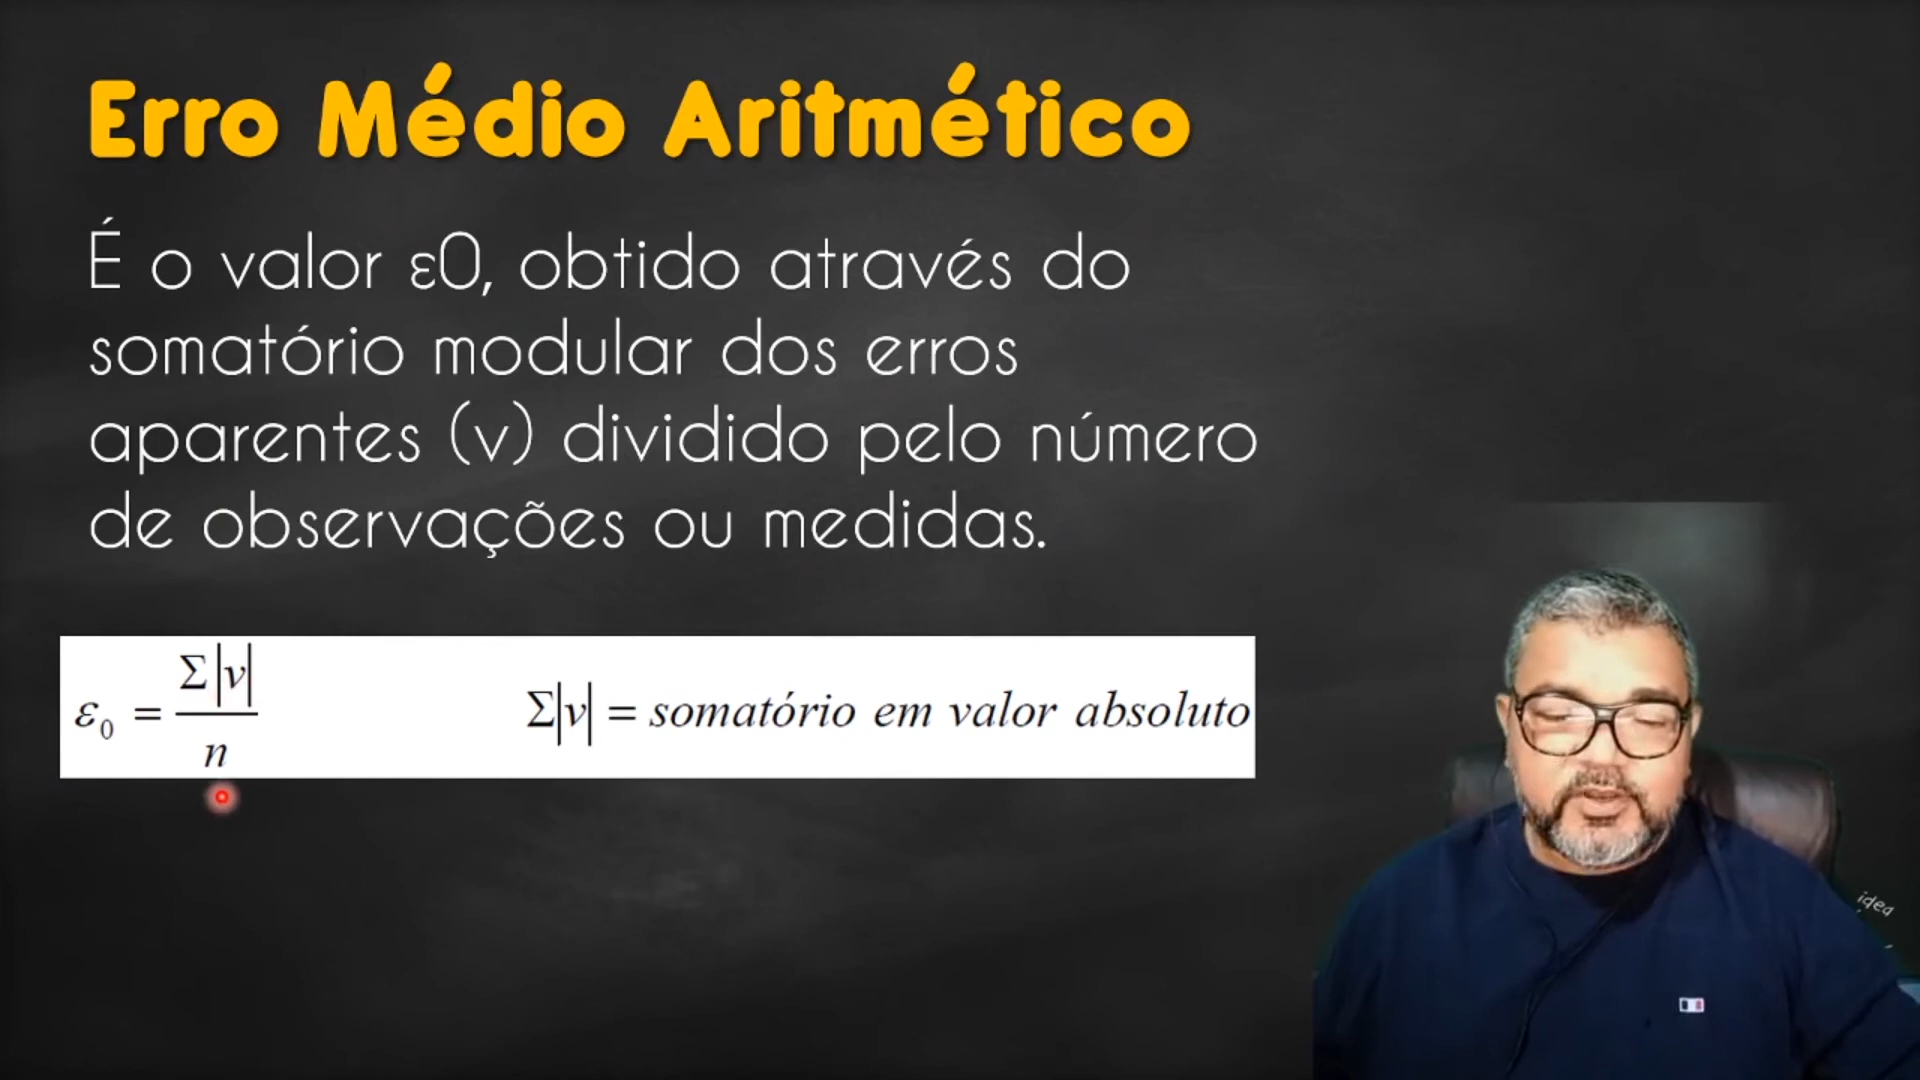 Erro Médio Aritmético
É o valor ε0, obtido através do
somatório modular dos erros
aparentes (v) dividido pelo número
de observações ou medidas.
ε₀ = Σ|v| / n
Σ|v| = somatório em valor absoluto
idea